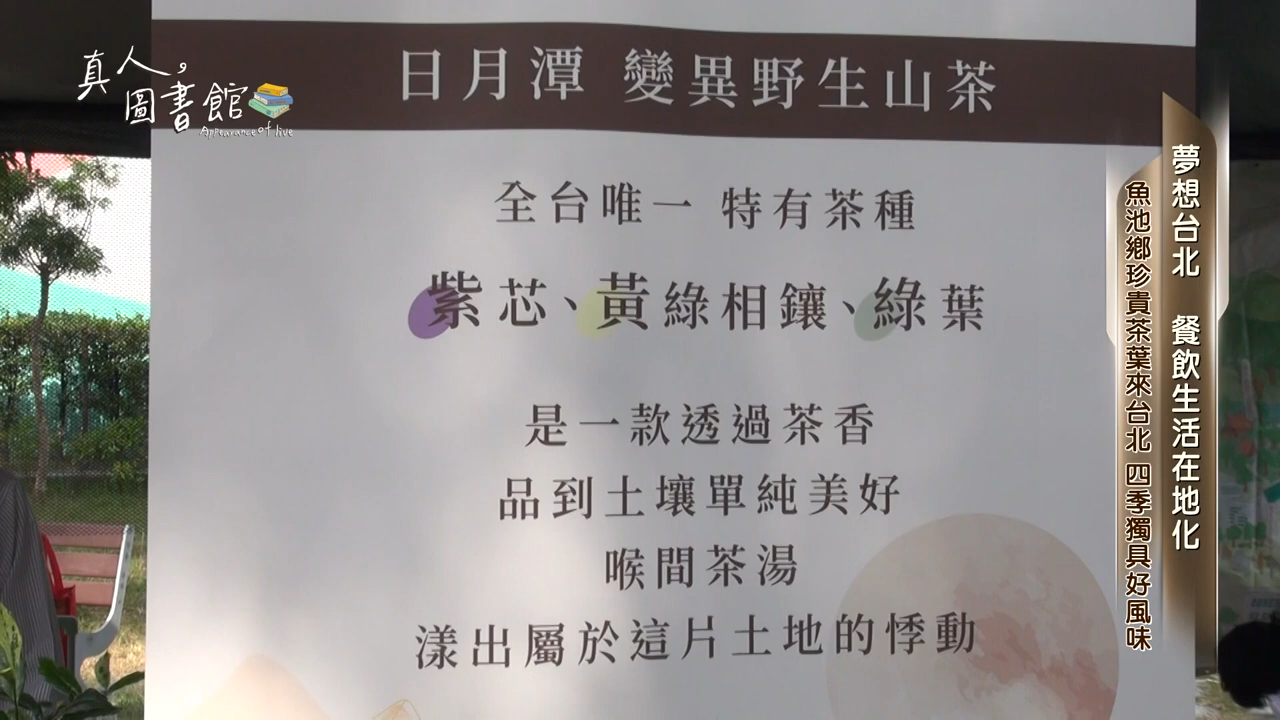 真人,
圖書館
Appearance of live
日月潭 變異野生山茶
全台唯一 特有茶種
紫芯、黃綠相鑲、綠葉
是一款透過茶香
品到土壤單純美好
喉間茶湯
漾出屬於這片土地的悸動
夢想台北 餐飲生活在地化
魚池鄉珍貴茶葉來台北 四季獨具好風味